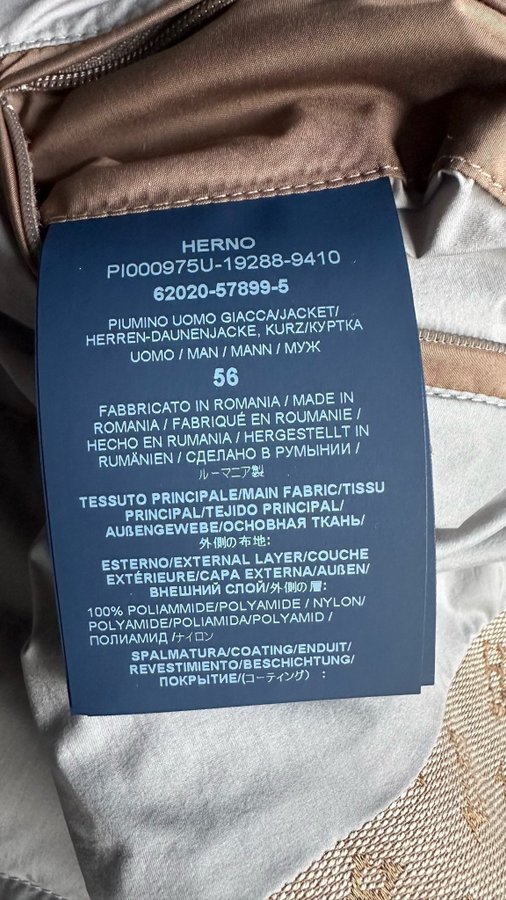 HERNO
PI000975U-19288-9410
62020-57899-5
PIUMINO UOMO GIACCA/JACKET/
HERREN-DAUNENJACKE, KURZ/КУРТКА
UOMO / MAN / MANN / МУЖ
56
FABBRICATO IN ROMANIA / MADE IN
ROMANIA / FABRIQUÉ EN ROUMANIE /
HECHO EN RUMANIA / HERGESTELLT IN
RUMÄNIEN / СДЕЛАНО В РУМЫНИИ /
ルーマニア製
TESSUTO PRINCIPALE/MAIN FABRIC/TISSU
PRINCIPAL/TEJIDO PRINCIPAL/
AUßENGEWEBE/ОСНОВНАЯ ТКАНЬ/
外側の布地:
ESTERNO/EXTERNAL LAYER/COUCHE
EXTÉRIEURE/CAPA EXTERNA/AUßEN/
ВНЕШНИЙ СЛОЙ/外側の層:
100% POLIAMMIDE/POLYAMIDE / NYLON/
POLYAMIDE/POLIAMIDA/POLYAMID /
ПОЛИАМИД /ナイロン
SPALMATURA/COATING/ENDUIT/
REVESTIMIENTO/BESCHICHTUNG/
ПОКРЫТИЕ/(コーティング) :